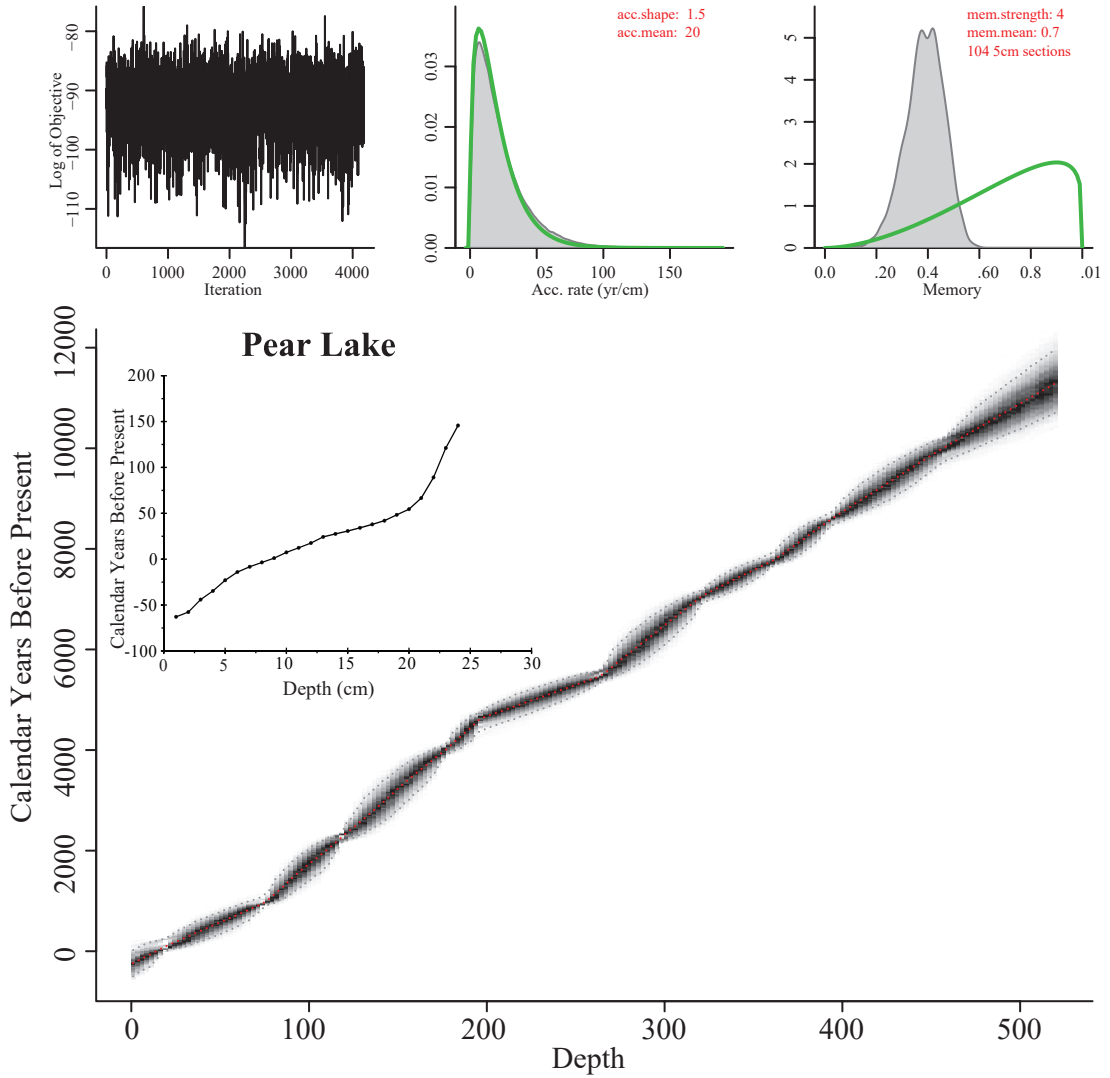 −80
−90
−100
−110
Log of Objective
0 1000 2000 3000 4000
Iteration
acc.shape: 1.5
acc.mean: 20
0.03
0.02
0.01
0.00
0 05 100 150
Acc. rate (yr/cm)
mem.strength: 4
mem.mean: 0.7
104 5cm sections
5
4
3
2
1
0
0.0 .20 0.4 .60 0.8 .01
Memory
Pear Lake
200
150
100
50
0
-50
-100
Calendar Years Before Present
0 5 10 15 20 25 30
Depth (cm)
12000
10000
8000
6000
4000
2000
0
Calendar Years Before Present
0 100 200 300 400 500
Depth